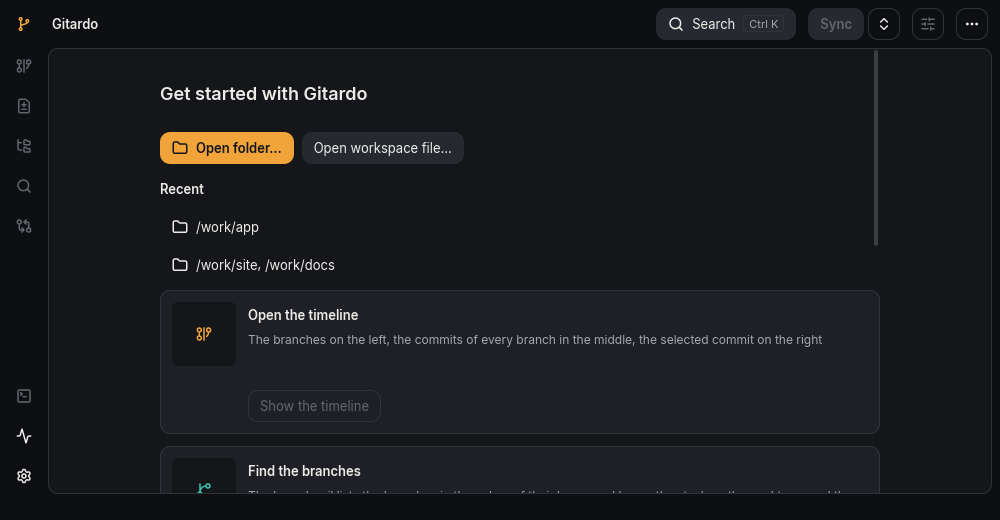 Gitardo
Search Ctrl K
Sync
Get started with Gitardo
Open folder...
Open workspace file...
Recent
/work/app
/work/site, /work/docs
Open the timeline
The branches on the left, the commits of every branch in the middle, the selected commit on the right
Show the timeline
Find the branches